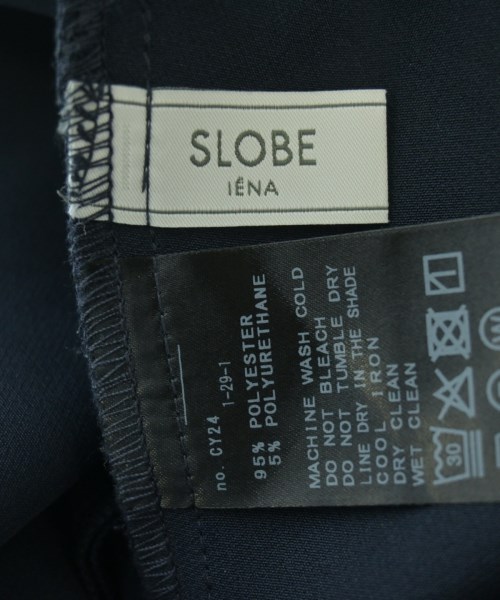 SLOBE
IÉNA
no. CY24 1-29-1
95% POLYESTER
5% POLYURETHANE
MACHINE WASH COLD
DO NOT BLEACH
DO NOT TUMBLE DRY
LINE DRY IN THE SHADE
COOL IRON
DRY CLEAN
WET CLEAN
30